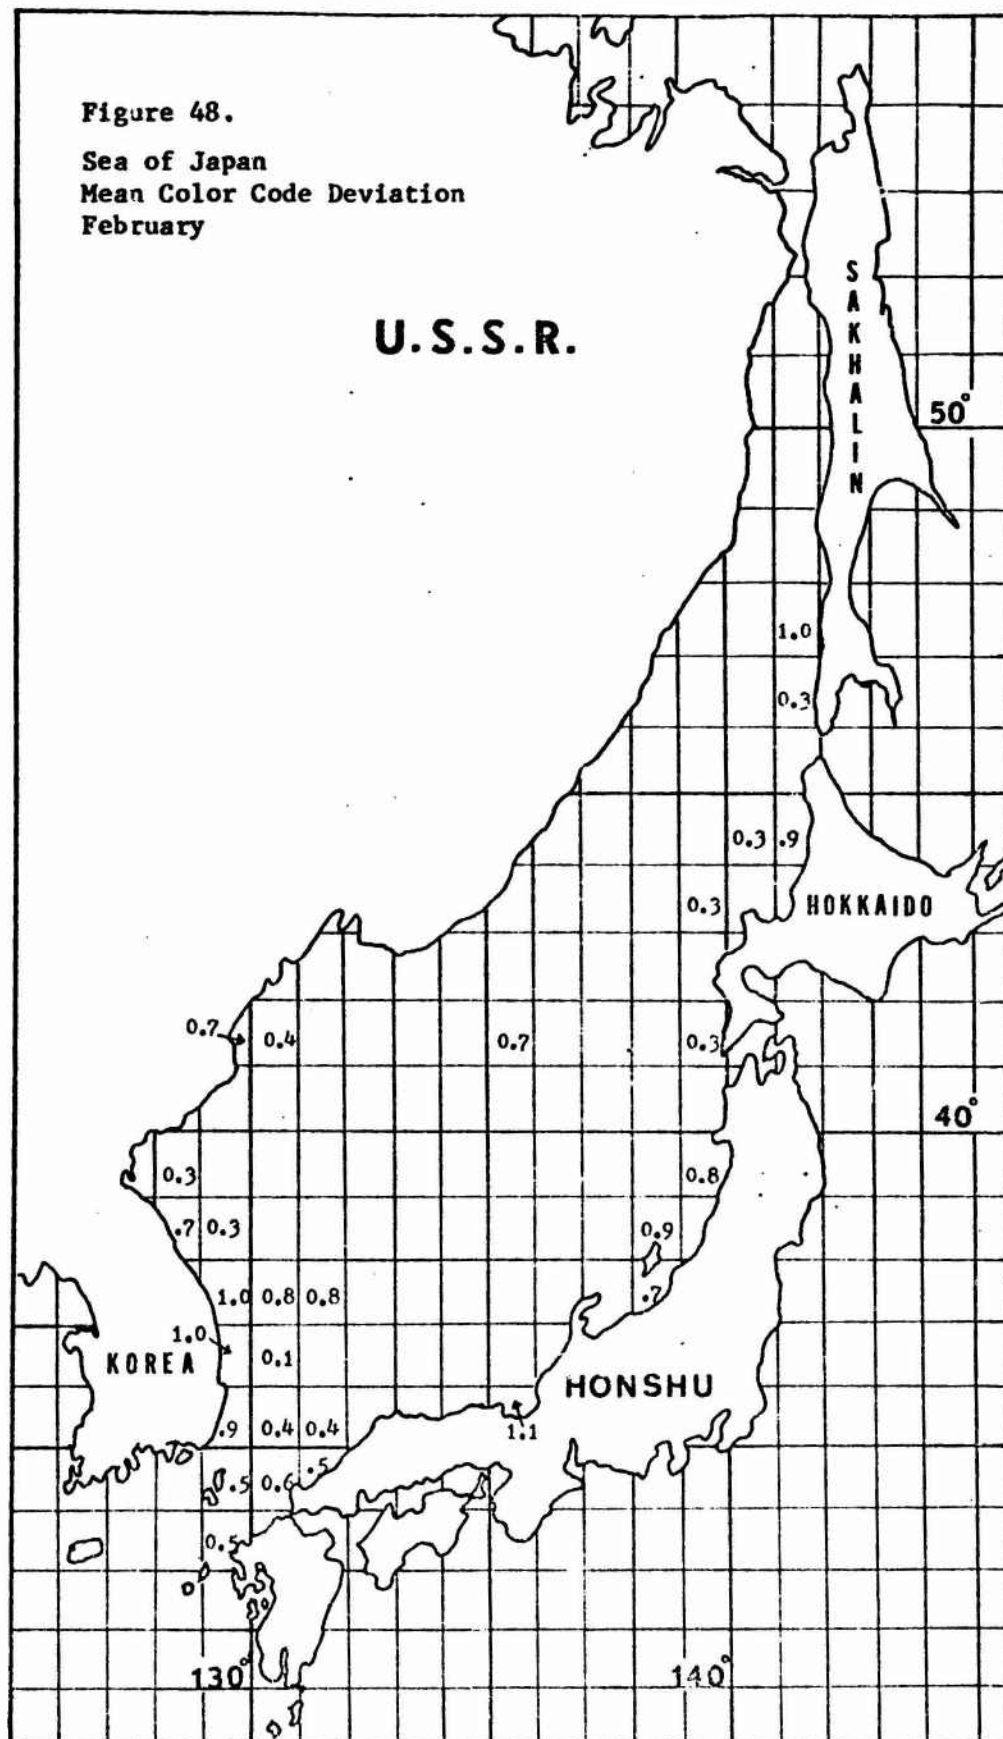 Figure 48.
Sea of Japan
Mean Color Code Deviation
February
U.S.S.R.
SAKHALIN
50°
1.0
0.3
0.3 .9
0.3
HOKKAIDO
0.7 0.4 0.7 0.3
40°
0.3 0.8
.7 0.3 0.9
1.0 0.8 0.8 .7
1.0
KOREA 0.1
HONSHU
.9 0.4 0.4 1.1
0.5 0.6 .5
0.5
130° 140°